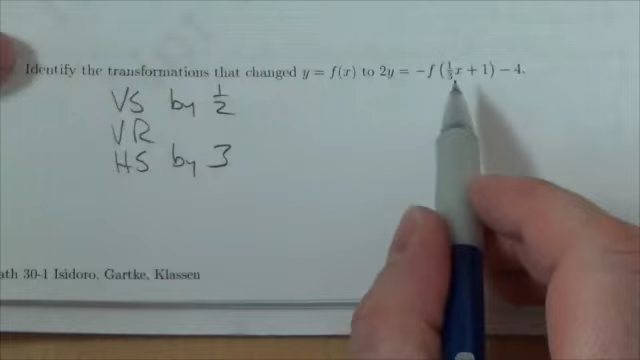 Identify the transformations that changed y = f(x) to 2y = −f (1/3x + 1) − 4.
VS by 1/2
VR
HS by 3
ath 30-1 Isidoro, Gartke, Klassen